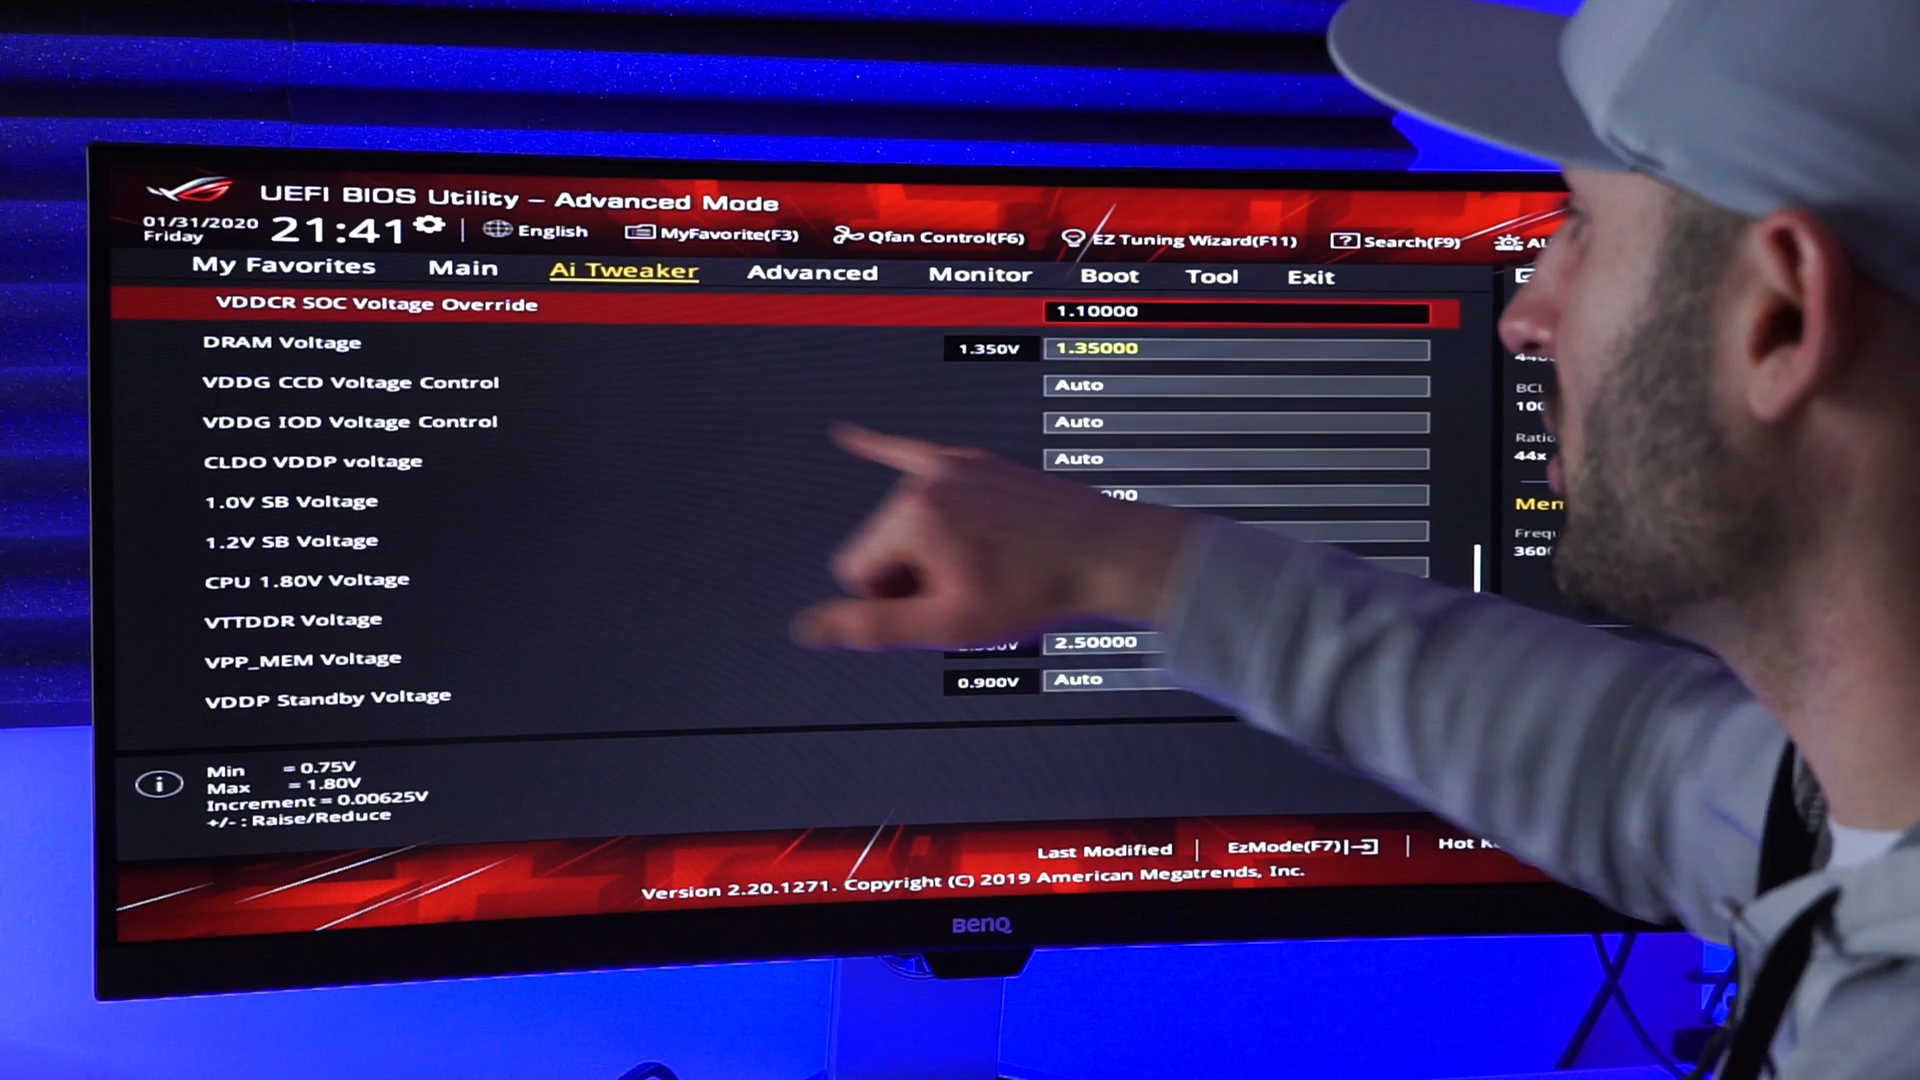 UEFI BIOS Utility – Advanced Mode
01/31/2020
Friday
21:41
English
MyFavorite(F3)
Qfan Control(F6)
EZ Tuning Wizard(F11)
Search(F9)
My Favorites
Main
Ai Tweaker
Advanced
Monitor
Boot
Tool
Exit
VDDCR SOC Voltage Override 1.10000
DRAM Voltage 1.350V 1.35000
VDDG CCD Voltage Control Auto
BCL
VDDG IOD Voltage Control Auto
Ratio
CLDO VDDP voltage Auto
44x
1.0V SB Voltage
1.2V SB Voltage
CPU 1.80V Voltage
VTTDDR Voltage
VPP_MEM Voltage 2.50000
VDDP Standby Voltage 0.900V Auto
Min = 0.75V
Max = 1.80V
Increment = 0.00625V
+/- : Raise/Reduce
Last Modified
EzMode(F7)
Hot
Version 2.20.1271. Copyright (C) 2019 American Megatrends, Inc.
BenQ